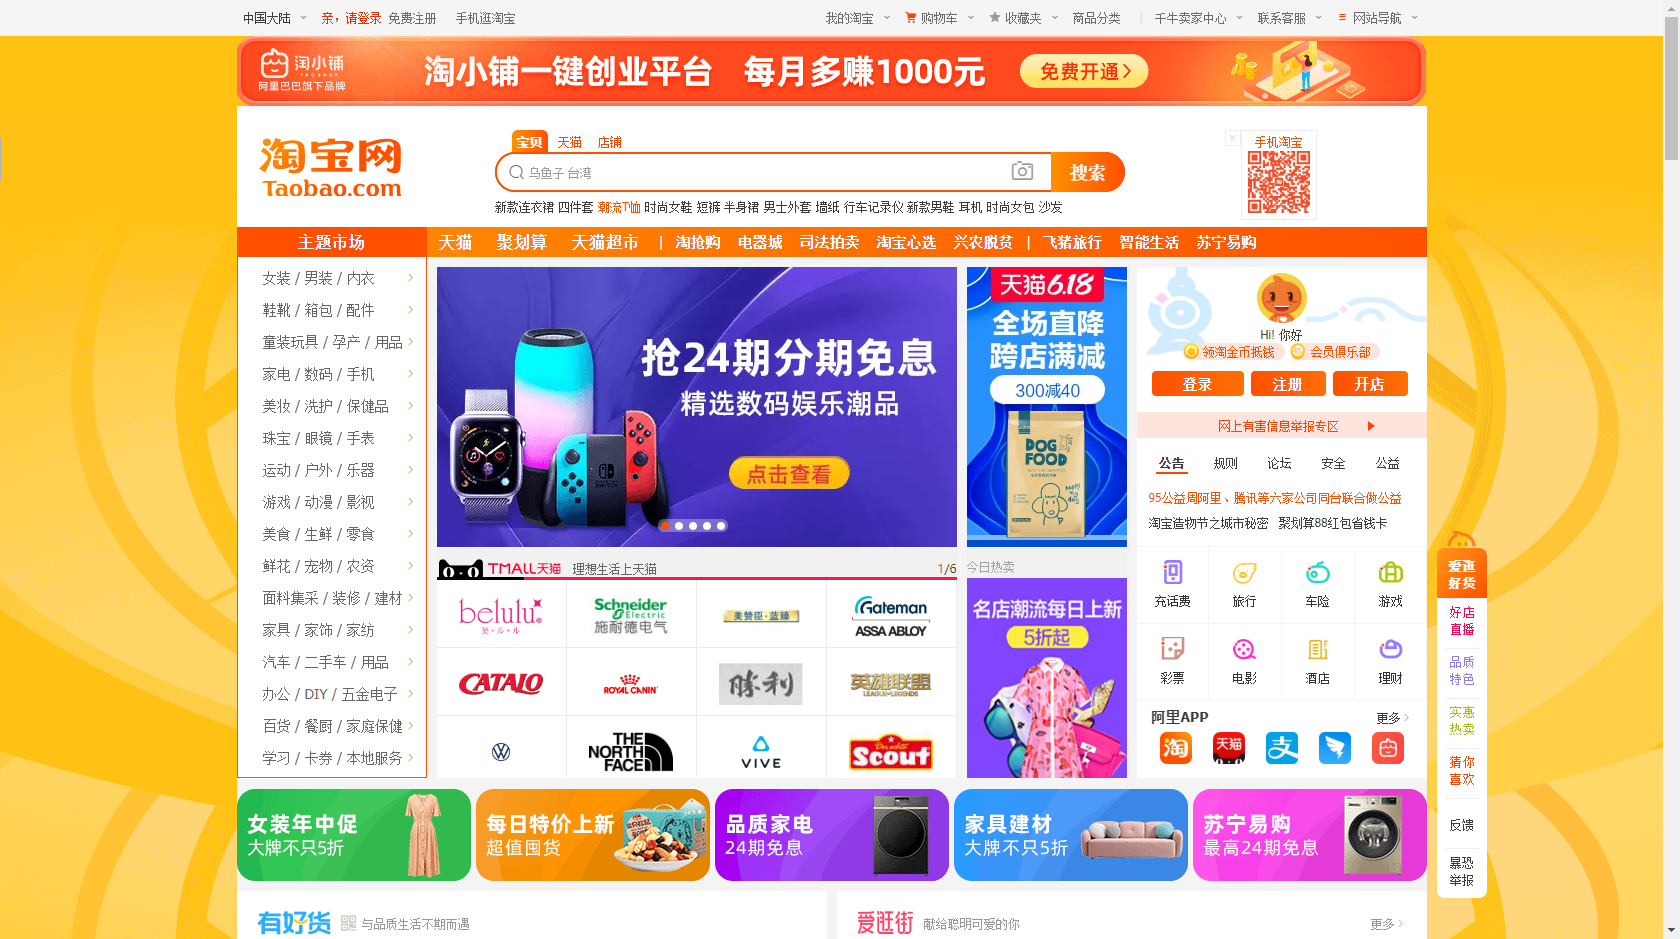 中国大陆 亲，请登录 免费注册 手机逛淘宝 我的淘宝 购物车 收藏夹 商品分类 千牛卖家中心 联系客服 网站导航
淘小铺
TAOSHOP
阿里巴巴旗下品牌
淘小铺一键创业平台 每月多赚1000元 免费开通
淘宝网
Taobao.com
宝贝 天猫 店铺
乌鱼子 台湾
搜索
新款连衣裙 四件套 潮流T恤 时尚女鞋 短裤 半身裙 男士外套 墙纸 行车记录仪 新款男鞋 耳机 时尚女包 沙发
手机淘宝
主题市场 天猫 聚划算 天猫超市 | 淘抢购 电器城 司法拍卖 淘宝心选 兴农脱贫 | 飞猪旅行 智能生活 苏宁易购
女装 / 男装 / 内衣
鞋靴 / 箱包 / 配件
童装玩具 / 孕产 / 用品
家电 / 数码 / 手机
美妆 / 洗护 / 保健品
珠宝 / 眼镜 / 手表
运动 / 户外 / 乐器
游戏 / 动漫 / 影视
美食 / 生鲜 / 零食
鲜花 / 宠物 / 农资
面料集采 / 装修 / 建材
家具 / 家饰 / 家纺
汽车 / 二手车 / 用品
办公 / DIY / 五金电子
百货 / 餐厨 / 家庭保健
学习 / 卡券 / 本地服务
抢24期分期免息
精选数码娱乐潮品
点击查看
SWITCH
天猫6.18
全场直降
跨店满减
300减40
DOG
FOOD
Hi! 你好
领淘金币抵钱 会员俱乐部
登录 注册 开店
网上有害信息举报专区
公告 规则 论坛 安全 公益
95公益周阿里、腾讯等六家公司同台联合做公益
淘宝造物节之城市秘密 聚划算88红包省钱卡
TMALL天猫 理想生活上天猫 1/6
belulu
美·ル·ル
Schneider
Electric
施耐德电气
美赞臣·蓝臻
Gateman
ASSA ABLOY
CATALO
ROYAL CANIN
胜利
英雄联盟
LEAGUE OF LEGENDS
THE
NORTH
FACE
VIVE
Der echte
Scout
今日热卖
名店潮流每日上新
5折起
充话费 旅行 车险 游戏
彩票 电影 酒店 理财
阿里APP 更多
淘 天猫 支
爱逛
好货
好店
直播
品质
特色
实惠
热卖
猜你
喜欢
反馈
暴恐
举报
女装年中促
大牌不只5折
每日特价上新
超值囤货
品质家电
24期免息
家具建材
大牌不只5折
苏宁易购
最高24期免息
有好货 与品质生活不期而遇
爱逛街 献给聪明可爱的你 更多